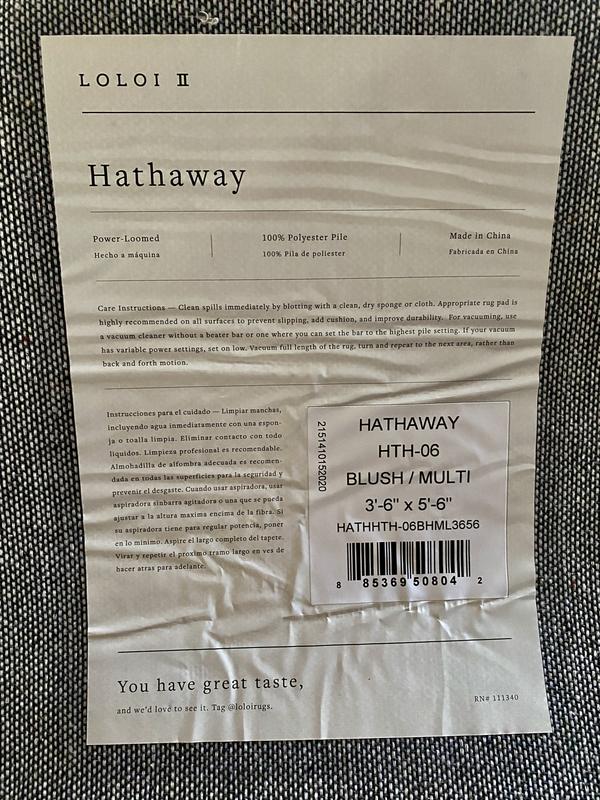 LOLOI II
Hathaway
Power-Loomed
Hecho a máquina
100% Polyester Pile
100% Pila de poliester
Made in China
Fabricada en China
Care Instructions — Clean spills immediately by blotting with a clean, dry sponge or cloth. Appropriate rug pad is
highly recommended on all surfaces to prevent slipping, add cushion, and improve durability. For vacuuming, use
a vacuum cleaner without a beater bar or one where you can set the bar to the highest pile setting. If your vacuum
has variable power settings, set on low. Vacuum full length of the rug, turn and repeat to the next area, rather than
back and forth motion.
Instrucciones para el cuidado — Limpiar manchas,
incluyendo agua inmediatamente con una espon-
ja o toalla limpia. Eliminar contacto con todo
liquidos. Limpieza profesional es recomendable.
Almohadilla de alfombra adecuada es recomen-
dada en todas las superficies para la seguridad y
prevenir el desgaste. Cuando usar aspiradora, usar
aspiradora sinbarra agitadora o una que se pueda
ajustar a la altura maxima encima de la fibra. Si
su aspiradora tiene para regular potencia, poner
en lo minimo. Aspire el largo completo del tapete.
Virar y repetir el proximo tramo largo en ves de
hacer atras para adelante.
2151410152020
HATHAWAY
HTH-06
BLUSH / MULTI
3'-6" x 5'-6"
HATHHTH-06BHML3656
8 85369 50804 2
You have great taste,
and we'd love to see it. Tag @loloirugs.
RN# 111340